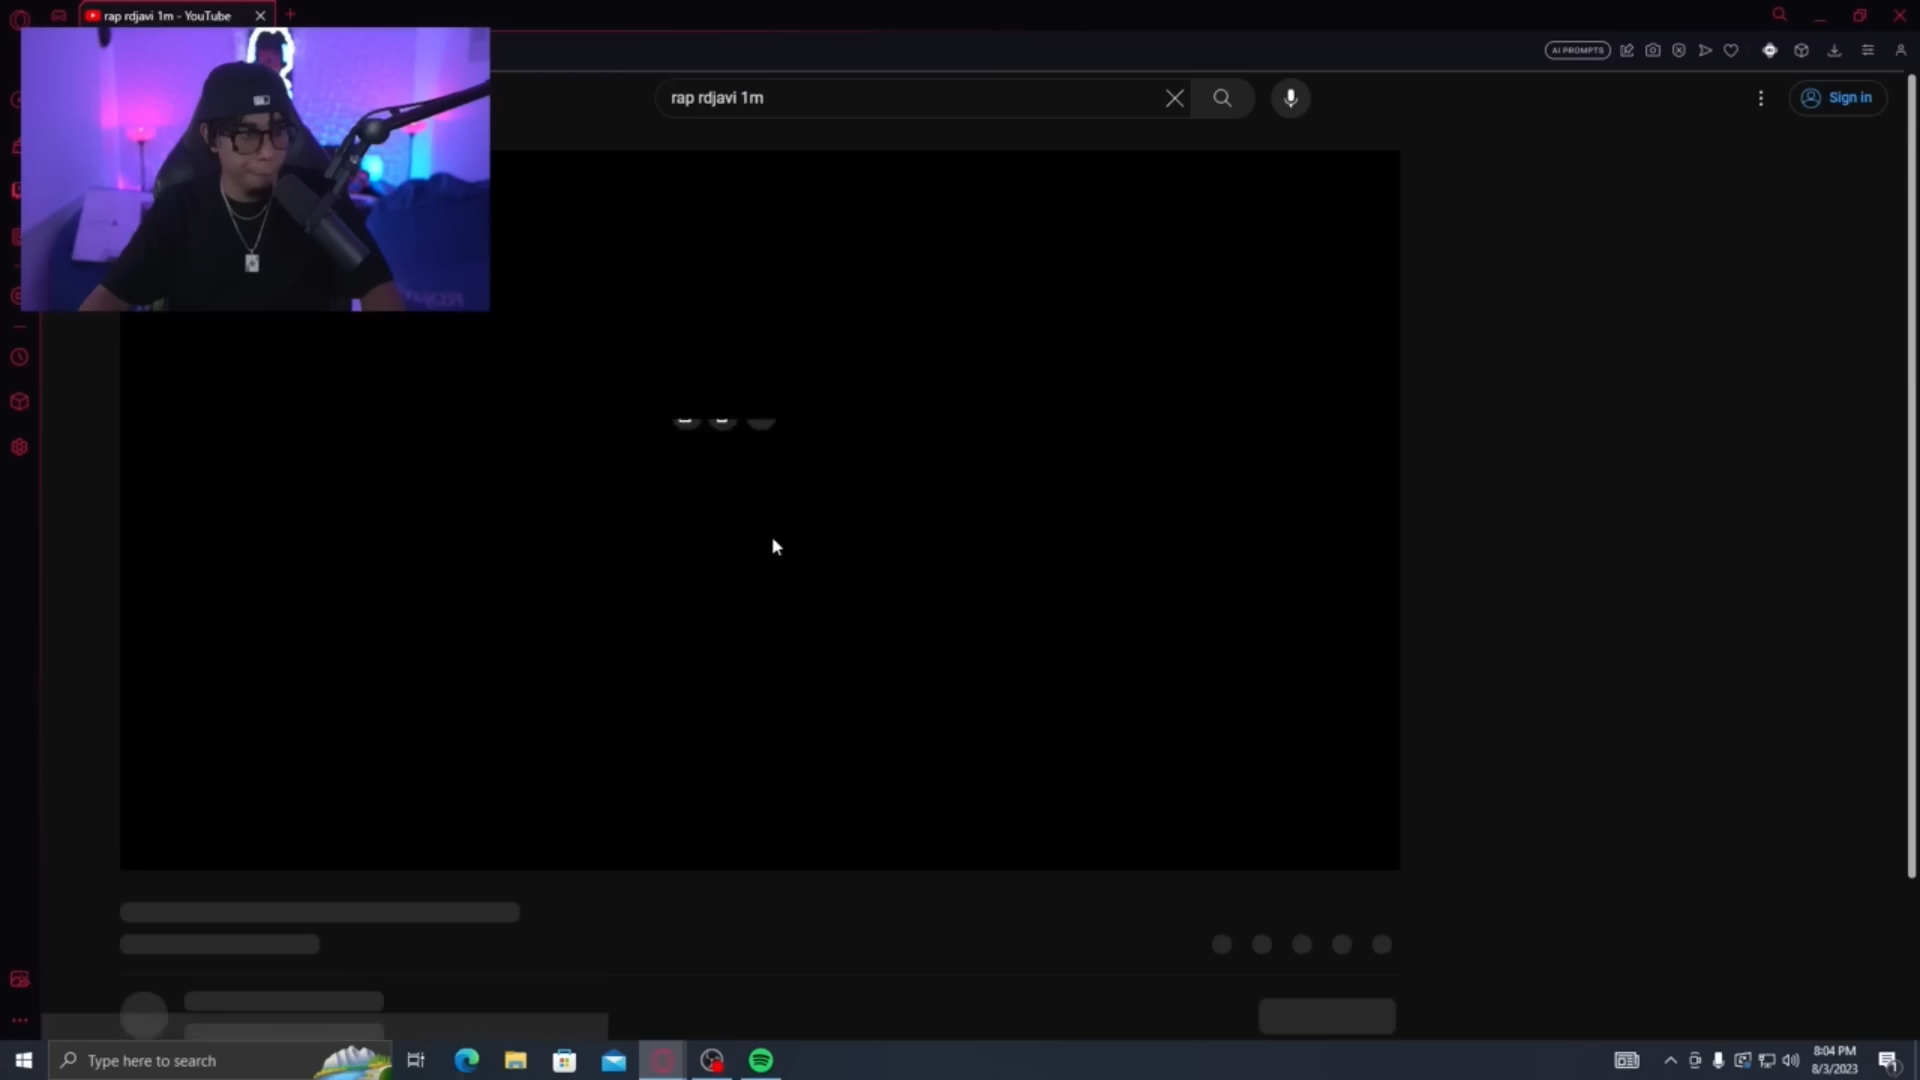 rap rdjavi 1m - YouTube
AI PROMPTS
rap rdjavi 1m
Sign in
Type here to search
8:04 PM
8/3/2023
1